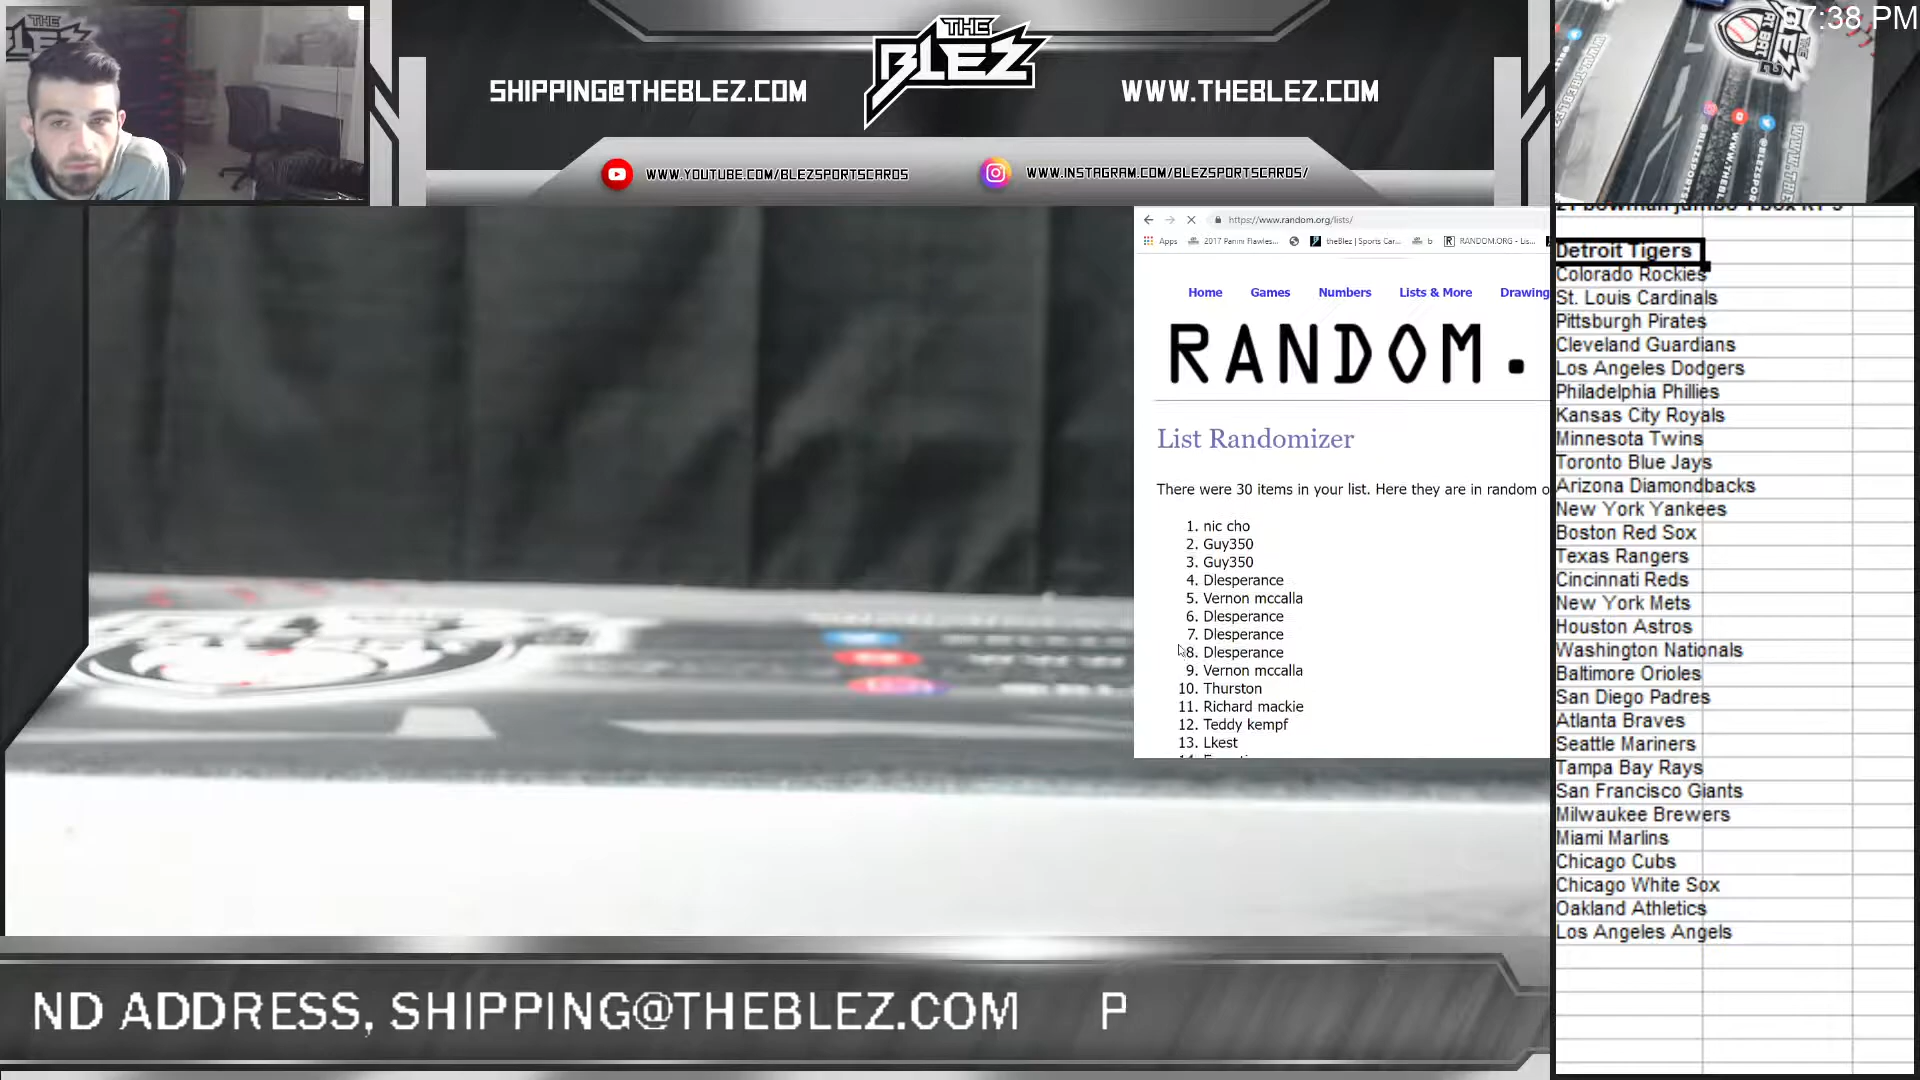 THE
BLEZ
SHIPPING@THEBLEZ.COM
WWW.THEBLEZ.COM
WWW.YOUTUBE.COM/BLEZSPORTSCARDS
WWW.INSTAGRAM.COM/BLEZSPORTSCARDS/
07:38 PM
https://www.random.org/lists/
Apps
2017 Panini Flawles...
theBlez | Sports Car...
b
RANDOM.ORG - Lis...
Home Games Numbers Lists & More Drawing
RANDOM.
List Randomizer
There were 30 items in your list. Here they are in random o
1. nic cho
2. Guy350
3. Guy350
4. Dlesperance
5. Vernon mccalla
6. Dlesperance
7. Dlesperance
8. Dlesperance
9. Vernon mccalla
10. Thurston
11. Richard mackie
12. Teddy kempf
13. Lkest
21 bowman jumbo 1 box RT 3
Detroit Tigers
Colorado Rockies
St. Louis Cardinals
Pittsburgh Pirates
Cleveland Guardians
Los Angeles Dodgers
Philadelphia Phillies
Kansas City Royals
Minnesota Twins
Toronto Blue Jays
Arizona Diamondbacks
New York Yankees
Boston Red Sox
Texas Rangers
Cincinnati Reds
New York Mets
Houston Astros
Washington Nationals
Baltimore Orioles
San Diego Padres
Atlanta Braves
Seattle Mariners
Tampa Bay Rays
San Francisco Giants
Milwaukee Brewers
Miami Marlins
Chicago Cubs
Chicago White Sox
Oakland Athletics
Los Angeles Angels
ND ADDRESS, SHIPPING@THEBLEZ.COM P